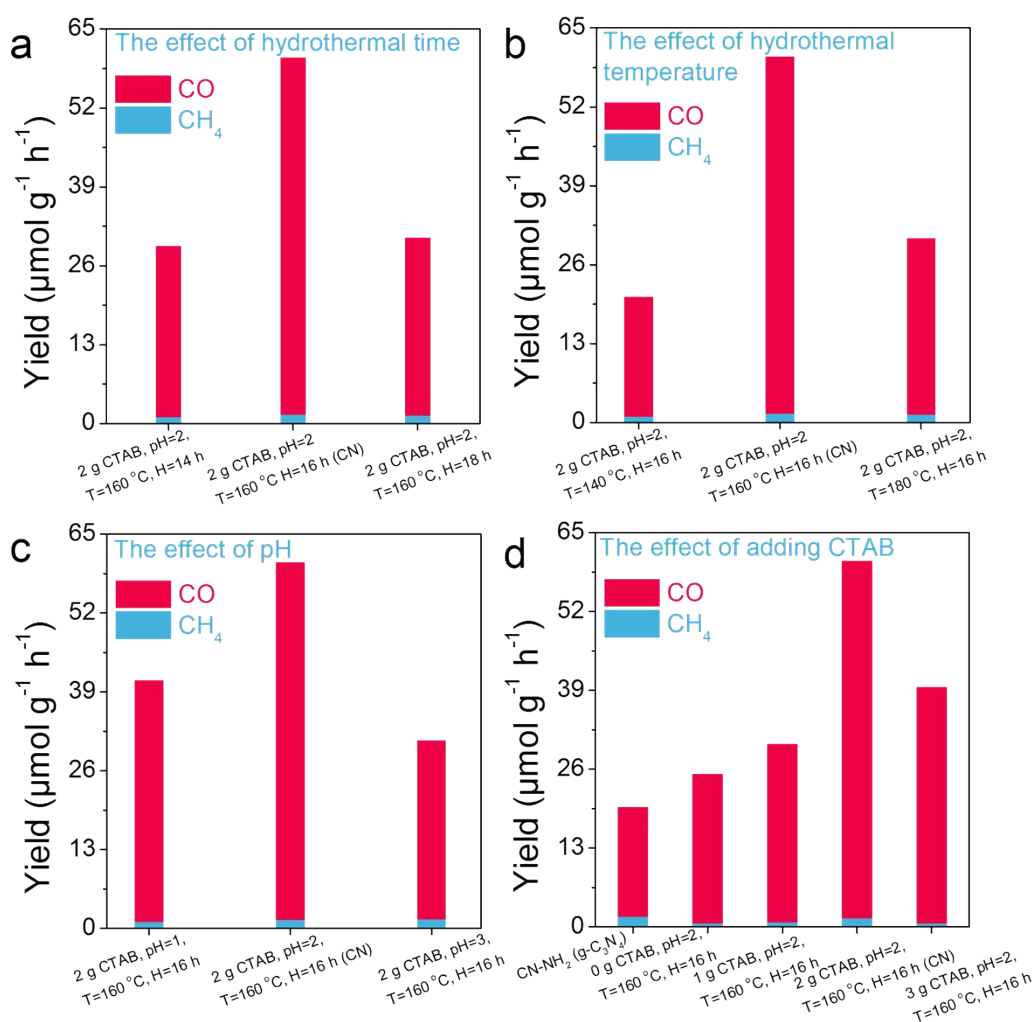 a
The effect of hydrothermal time
CO
CH4
Yield (µmol g-1 h-1)
65
52
39
26
13
0
2 g CTAB, pH=2,
T=160 °C, H=14 h
2 g CTAB, pH=2
T=160 °C H=16 h (CN)
2 g CTAB, pH=2,
T=160 °C, H=18 h
b
The effect of hydrothermal
temperature
CO
CH4
Yield (µmol g-1 h-1)
65
52
39
26
13
0
2 g CTAB, pH=2,
T=140 °C, H=16 h
2 g CTAB, pH=2
T=160 °C H=16 h (CN)
2 g CTAB, pH=2,
T=180 °C, H=16 h
c
The effect of pH
CO
CH4
Yield (µmol g-1 h-1)
65
52
39
26
13
0
2 g CTAB, pH=1,
T=160 °C, H=16 h
2 g CTAB, pH=2,
T=160 °C, H=16 h (CN)
2 g CTAB, pH=3,
T=160 °C, H=16 h
d
The effect of adding CTAB
CO
CH4
Yield (µmol g-1 h-1)
65
52
39
26
13
0
CN-NH2 (g-C3N4)
0 g CTAB, pH=2,
T=160 °C, H=16 h
1 g CTAB, pH=2,
T=160 °C, H=16 h
2 g CTAB, pH=2,
T=160 °C, H=16 h (CN)
3 g CTAB, pH=2,
T=160 °C, H=16 h